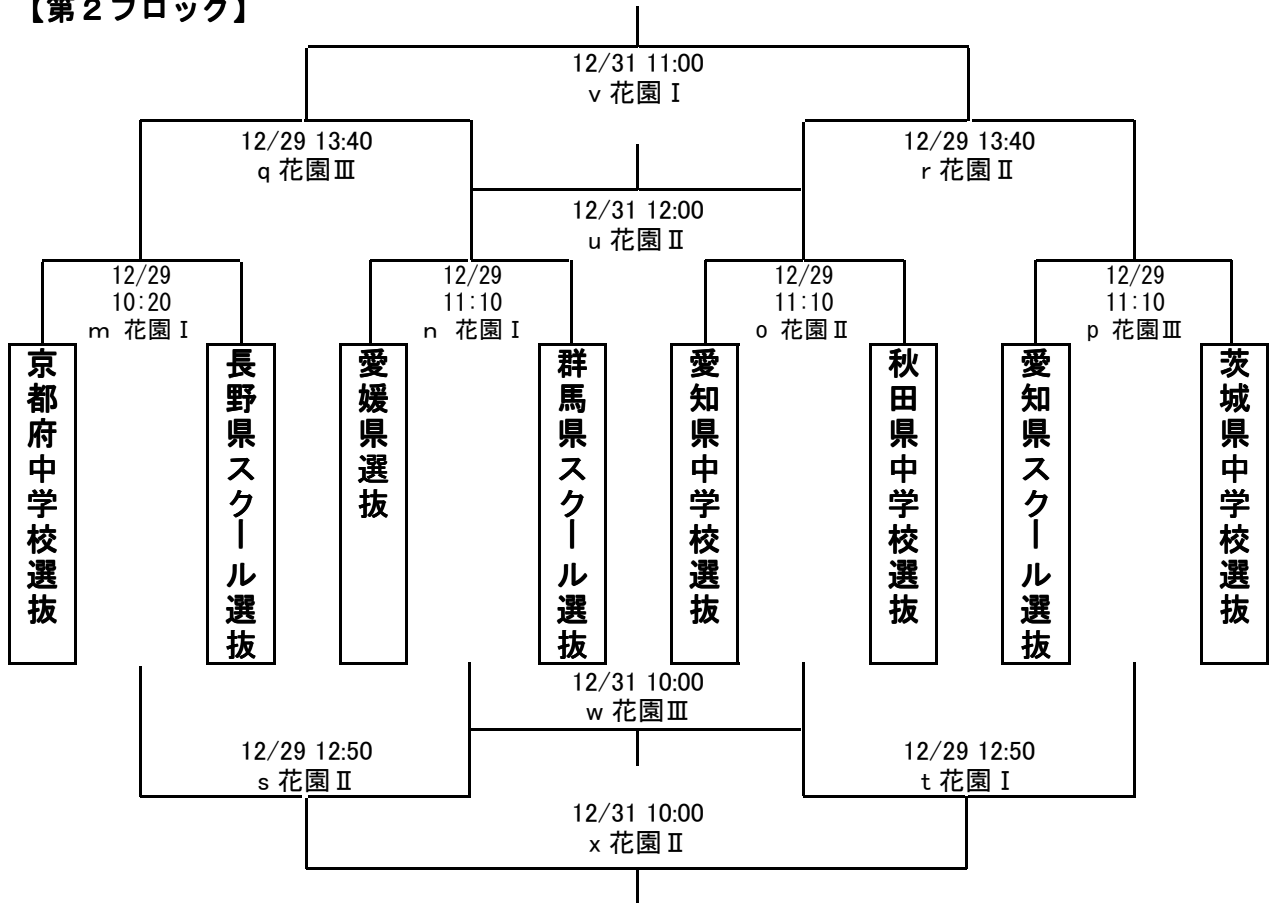 【第２ブロック】
12/31 11:00
v 花園Ⅰ
12/29 13:40
q 花園Ⅲ
12/29 13:40
r 花園Ⅱ
12/31 12:00
u 花園Ⅱ
12/29
10:20
m 花園Ⅰ
12/29
11:10
n 花園Ⅰ
12/29
11:10
o 花園Ⅱ
12/29
11:10
p 花園Ⅲ
京都府中学校選抜
長野県スクール選抜
愛媛県選抜
群馬県スクール選抜
愛知県中学校選抜
秋田県中学校選抜
愛知県スクール選抜
茨城県中学校選抜
12/31 10:00
w 花園Ⅲ
12/29 12:50
s 花園Ⅱ
12/29 12:50
t 花園Ⅰ
12/31 10:00
x 花園Ⅱ